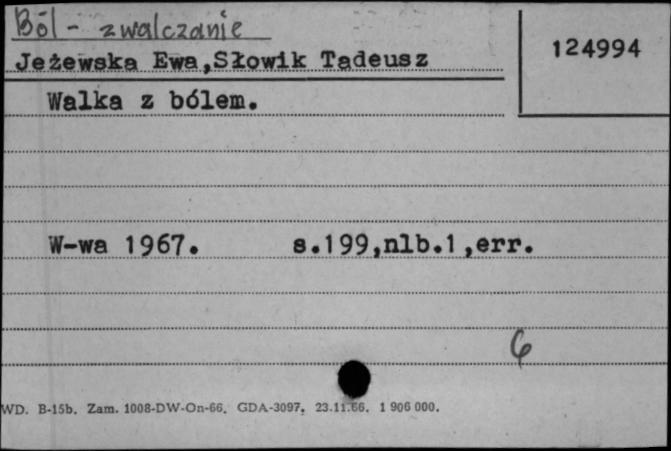 Ból - zwalczanie
124994
Jeżewska Ewa,Słowik Tadeusz
Walka z bólem.
W-wa 1967. s.199,nlb.1,err.
6
WD. B-15b. Zam. 1008-DW-On-66. GDA-3097. 23.11.66. 1 906 000.